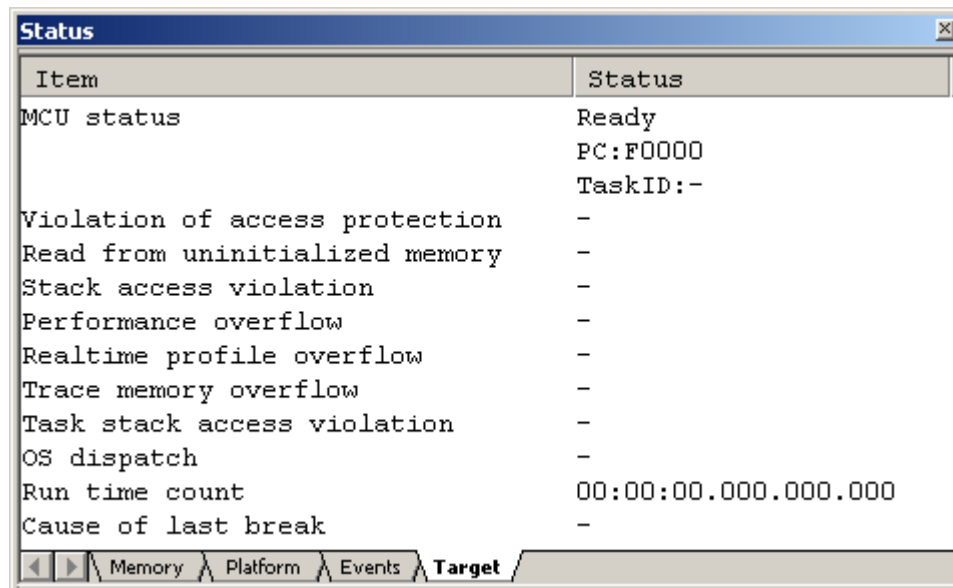 Status
Item Status
MCU status Ready
PC:F0000
TaskID:-
Violation of access protection -
Read from uninitialized memory -
Stack access violation -
Performance overflow -
Realtime profile overflow -
Trace memory overflow -
Task stack access violation -
OS dispatch -
Run time count 00:00:00.000.000.000
Cause of last break -
Memory Platform Events Target